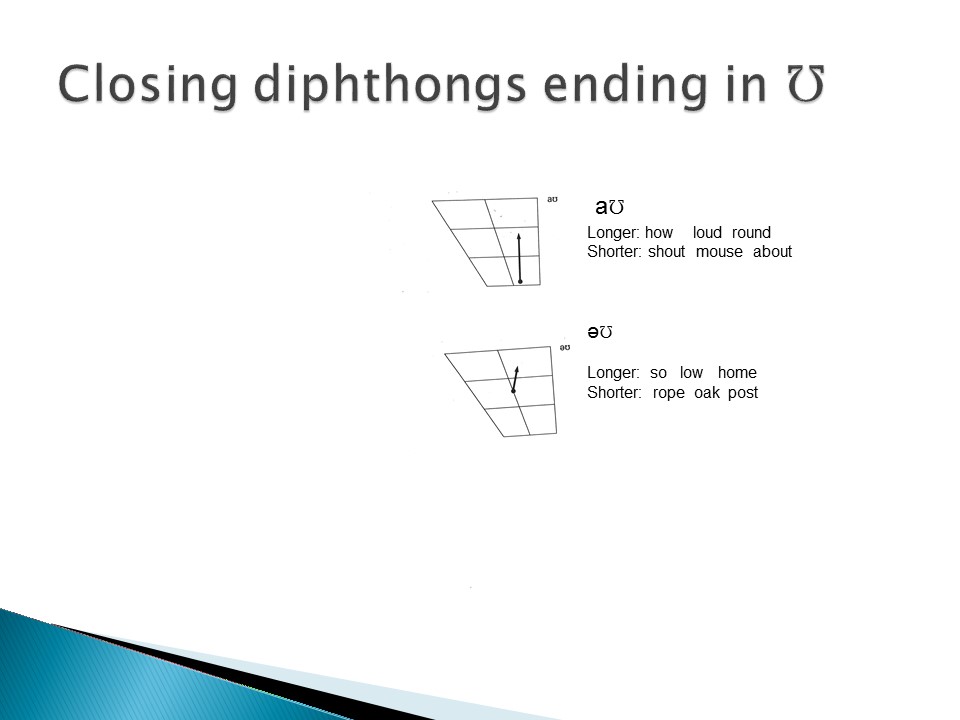 Closing diphthongs ending in ʊ
aʊ
aʊ
Longer: how loud round
Shorter: shout mouse about
əʊ
əʊ
Longer: so low home
Shorter: rope oak post